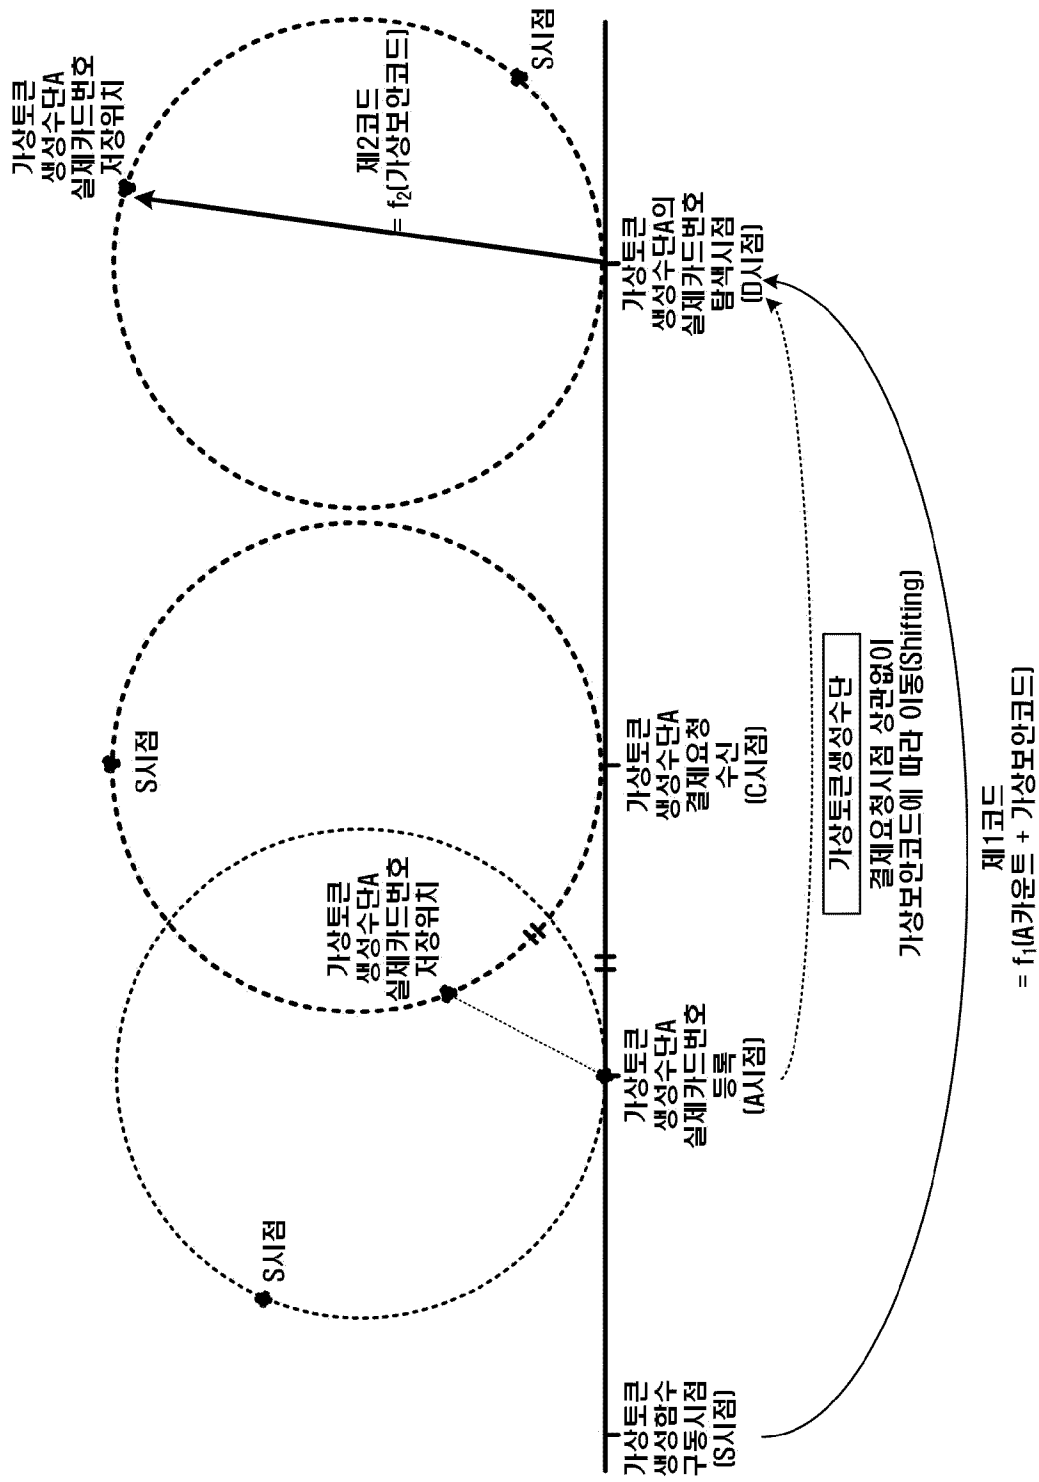 가상토큰
생성수단A
실제카드번호
저장위치
S시점
제2코드
= f₂(가상보안코드)
가상토큰
생성수단A의
실제카드번호
탐색시점
(D시점)
S시점
가상토큰
생성수단A
결제요청
수신
(C시점)
가상토큰
생성수단A
실제카드번호
저장위치
가상토큰
생성수단A
실제카드번호
등록
(A시점)
S시점
가상토큰
생성함수
구동시점
(S시점)
가상토큰생성수단
결제요청시점 상관없이
가상보안코드에 따라 이동(Shifting)
제1코드
= f₁(A카운트 + 가상보안코드)